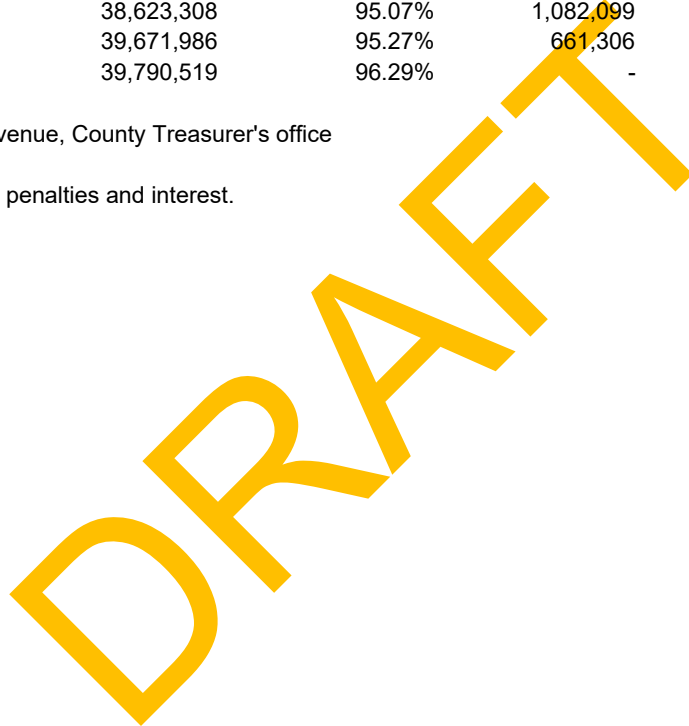 38,623,308 95.07% 1,082,099
39,671,986 95.27% 661,306
39,790,519 96.29% -
venue, County Treasurer's office
penalties and interest.
DRAFT